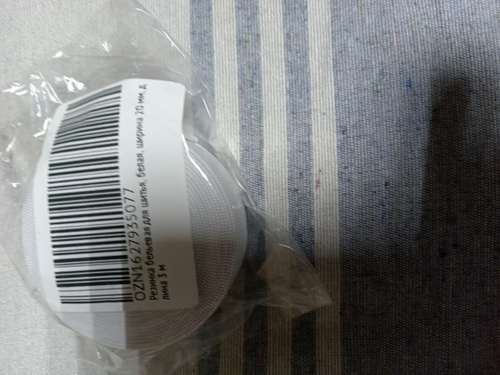 OZN1627935077
Резинка бельевая для шитья, белая, ширина 20 мм, д
лина 3 м